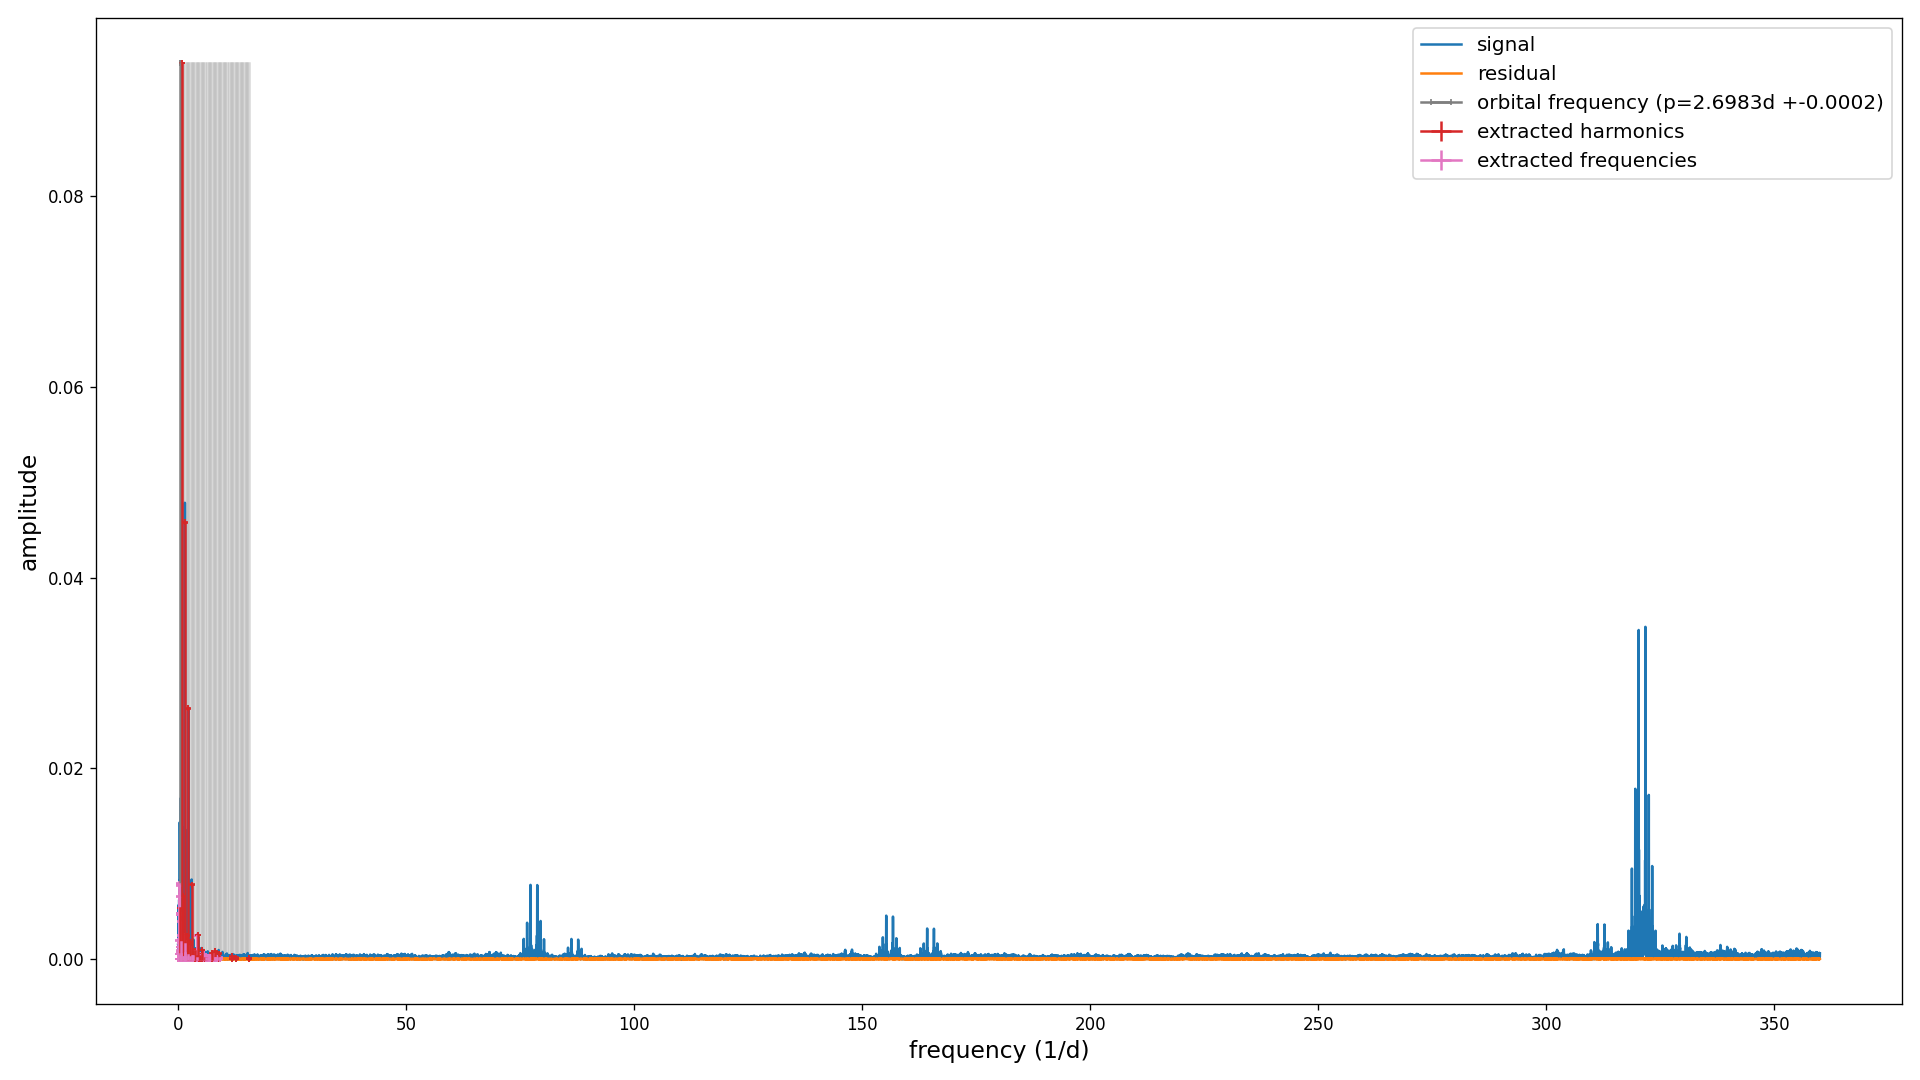 signal
residual
orbital frequency (p=2.6983d +-0.0002)
extracted harmonics
extracted frequencies
0.08
0.06
0.04
0.02
0.00
amplitude
0 50 100 150 200 250 300 350
frequency (1/d)